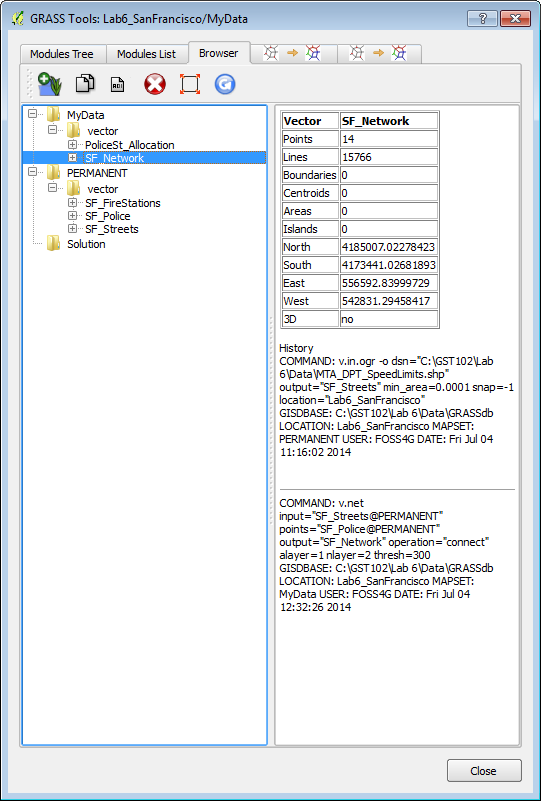 GRASS Tools: Lab6_SanFrancisco/MyData
Modules Tree
Modules List
Browser
MyData
vector
PoliceSt_Allocation
SF_Network
PERMANENT
vector
SF_FireStations
SF_Police
SF_Streets
Solution
Vector SF_Network
Points 14
Lines 15766
Boundaries 0
Centroids 0
Areas 0
Islands 0
North 4185007.02278423
South 4173441.02681893
East 556592.83999729
West 542831.29458417
3D no
History
COMMAND: v.in.ogr -o dsn="C:\GST102\Lab
6\Data\MTA_DPT_SpeedLimits.shp"
output="SF_Streets" min_area=0.0001 snap=-1
location="Lab6_SanFrancisco"
GISDBASE: C:\GST102\Lab 6\Data\GRASSdb
LOCATION: Lab6_SanFrancisco MAPSET:
PERMANENT USER: FOSS4G DATE: Fri Jul 04
11:16:02 2014
COMMAND: v.net
input="SF_Streets@PERMANENT"
points="SF_Police@PERMANENT"
output="SF_Network" operation="connect"
alayer=1 nlayer=2 thresh=300
GISDBASE: C:\GST102\Lab 6\Data\GRASSdb
LOCATION: Lab6_SanFrancisco MAPSET:
MyData USER: FOSS4G DATE: Fri Jul 04
12:32:26 2014
Close